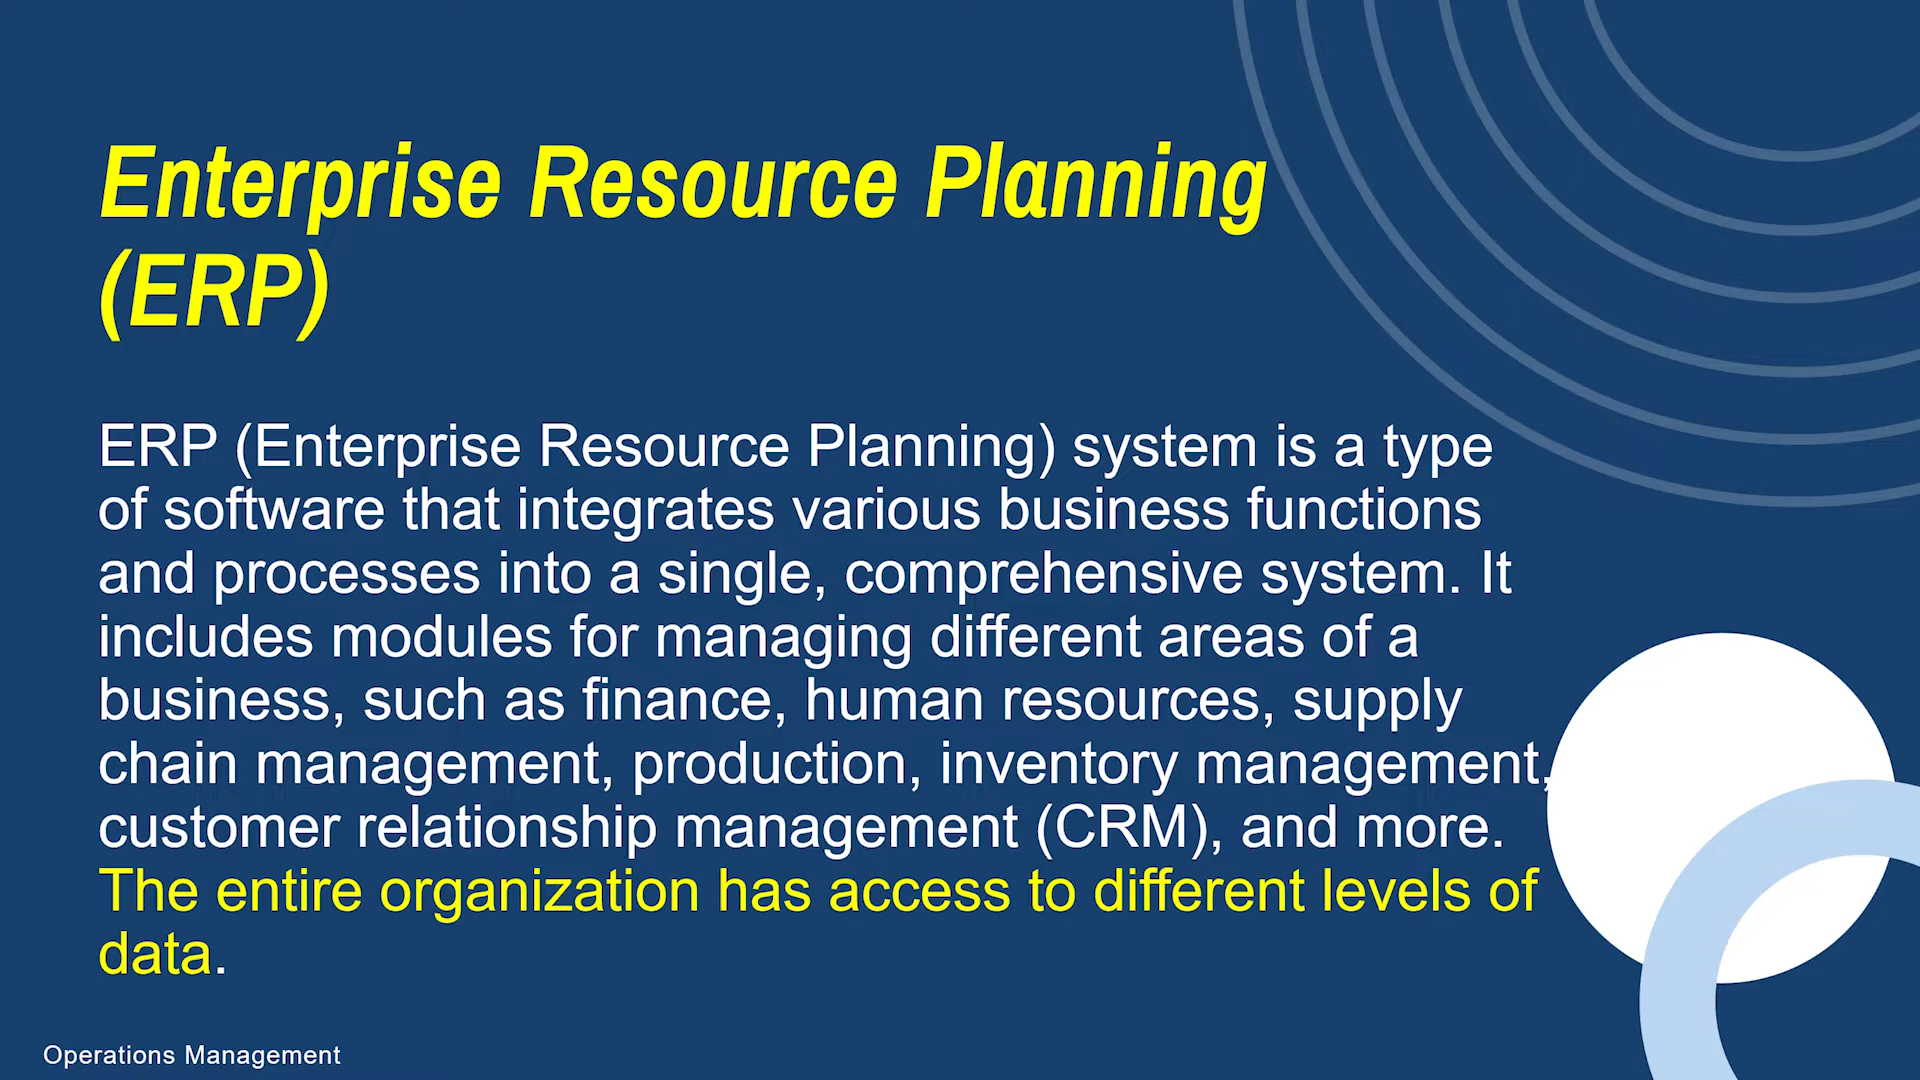 Enterprise Resource Planning
(ERP)
ERP (Enterprise Resource Planning) system is a type
of software that integrates various business functions
and processes into a single, comprehensive system. It
includes modules for managing different areas of a
business, such as finance, human resources, supply
chain management, production, inventory management,
customer relationship management (CRM), and more.
The entire organization has access to different levels of
data.
Operations Management